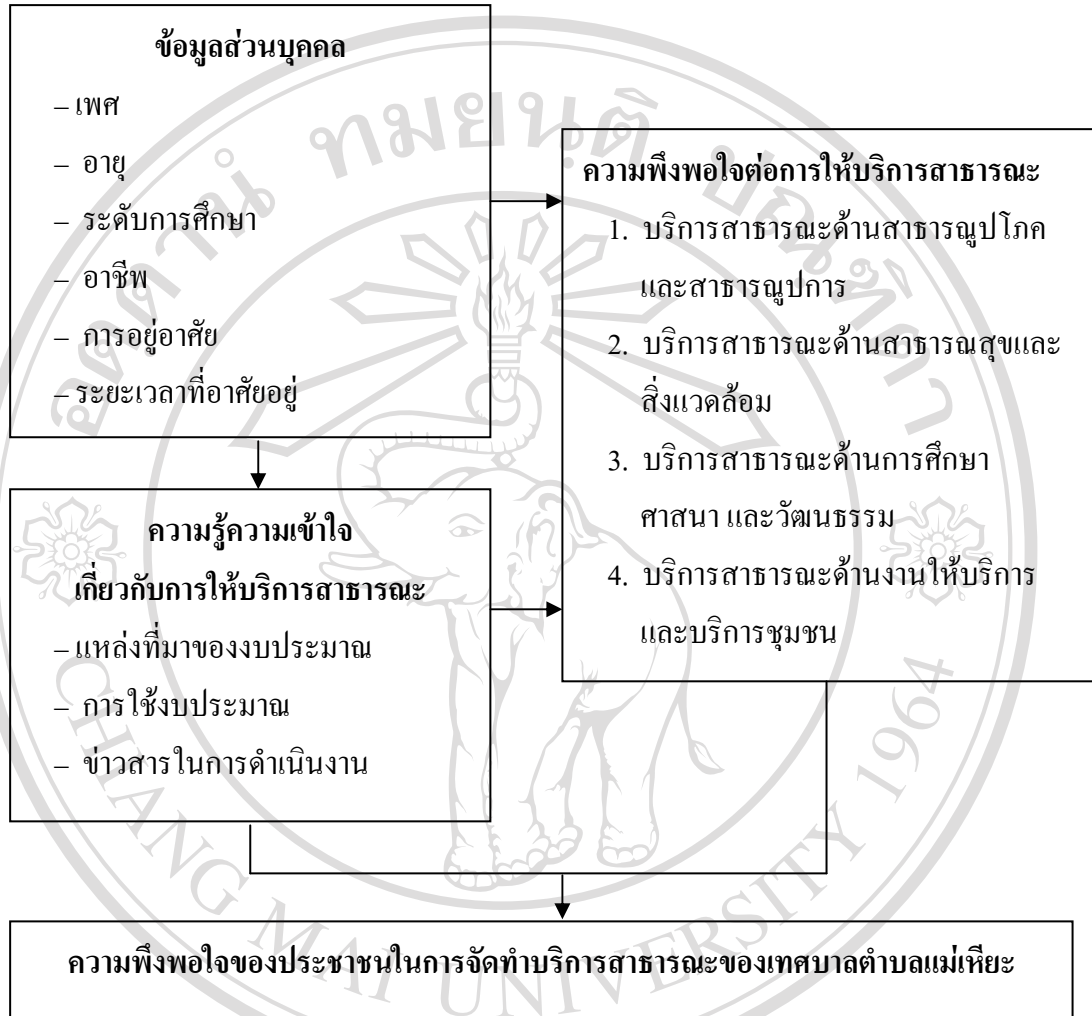 ข้อมูลส่วนบุคคล
– เพศ
– อายุ
– ระดับการศึกษา
– อาชีพ
– การอยู่อาศัย
– ระยะเวลาที่อาศัยอยู่
ความรู้ความเข้าใจ
เกี่ยวกับการให้บริการสาธารณะ
– แหล่งที่มาของงบประมาณ
– การใช้งบประมาณ
– ข่าวสารในการดำเนินงาน
ความพึงพอใจต่อการให้บริการสาธารณะ
1. บริการสาธารณะด้านสาธารณูปโภค
และสาธารณูปการ
2. บริการสาธารณะด้านสาธารณสุขและ
สิ่งแวดล้อม
3. บริการสาธารณะด้านการศึกษา
ศาสนา และวัฒนธรรม
4. บริการสาธารณะด้านงานให้บริการ
และบริการชุมชน
ความพึงพอใจของประชาชนในการจัดทำบริการสาธารณะของเทศบาลตำบลแม่เหียะ
อตฺตานํ ทมยนฺติ ปณฺฑิตา
CHIANG MAI UNIVERSITY 1964